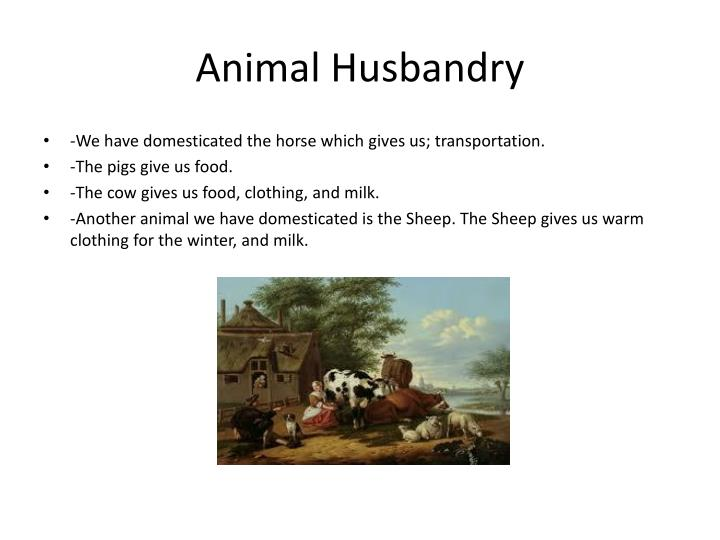 Animal Husbandry
• -We have domesticated the horse which gives us; transportation.
• -The pigs give us food.
• -The cow gives us food, clothing, and milk.
• -Another animal we have domesticated is the Sheep. The Sheep gives us warm
clothing for the winter, and milk.